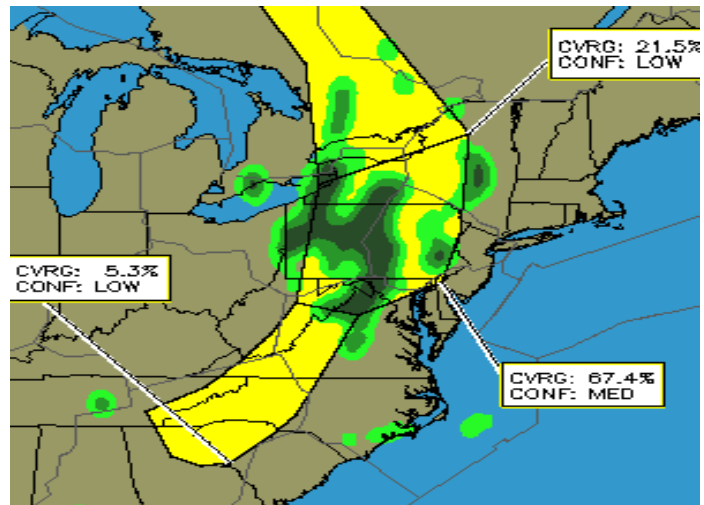 CVRG: 21.5%
CONF: LOW
CVRG: 5.3%
CONF: LOW
CVRG: 67.4%
CONF: MED